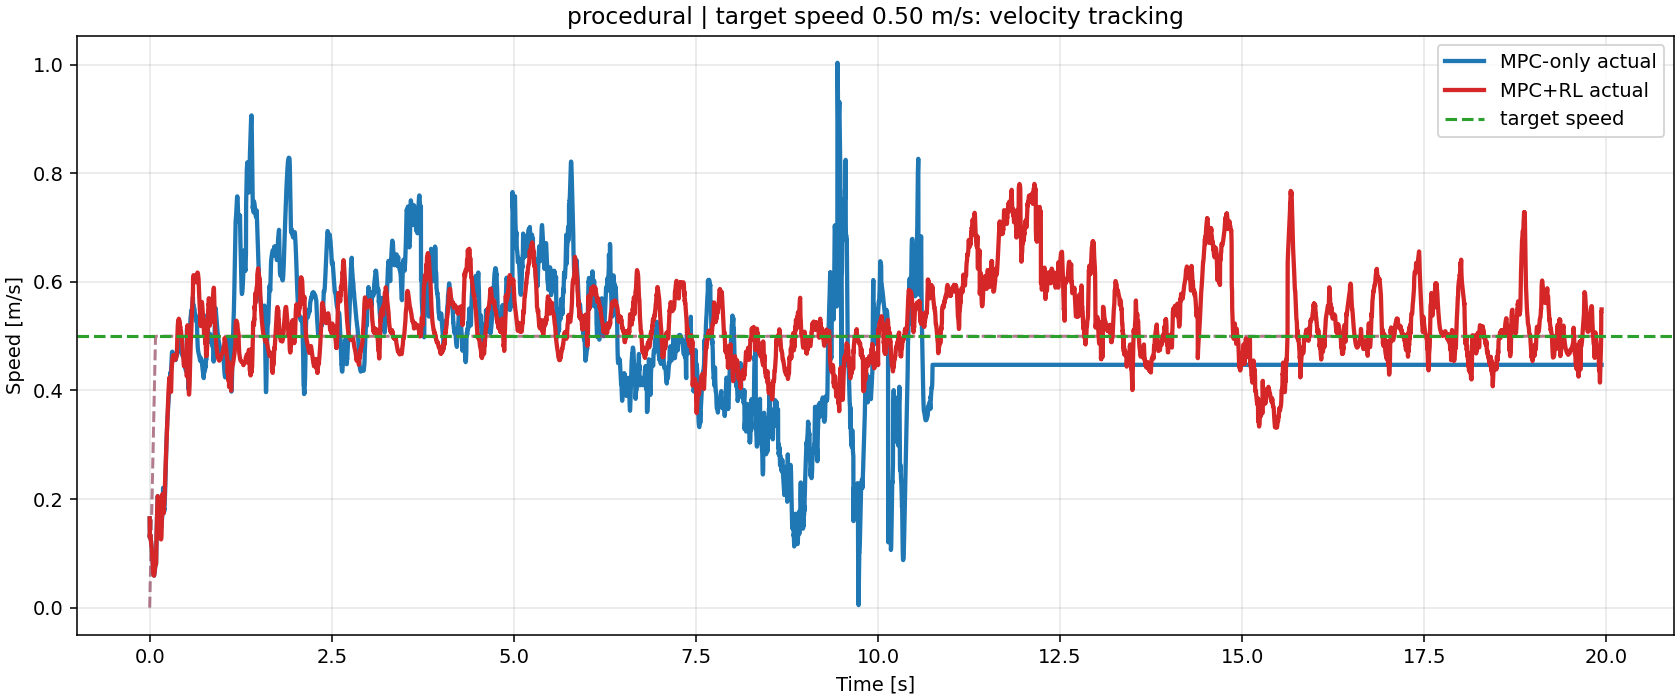 procedural | target speed 0.50 m/s: velocity tracking
MPC-only actual
MPC+RL actual
target speed
Speed [m/s]
1.0
0.8
0.6
0.4
0.2
0.0
0.0 2.5 5.0 7.5 10.0 12.5 15.0 17.5 20.0
Time [s]